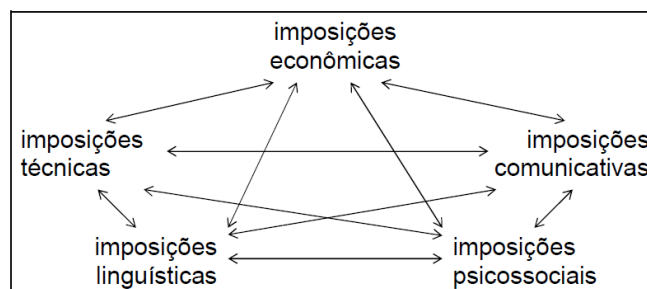 imposições
econômicas
imposições
técnicas
imposições
comunicativas
imposições
linguísticas
imposições
psicossociais